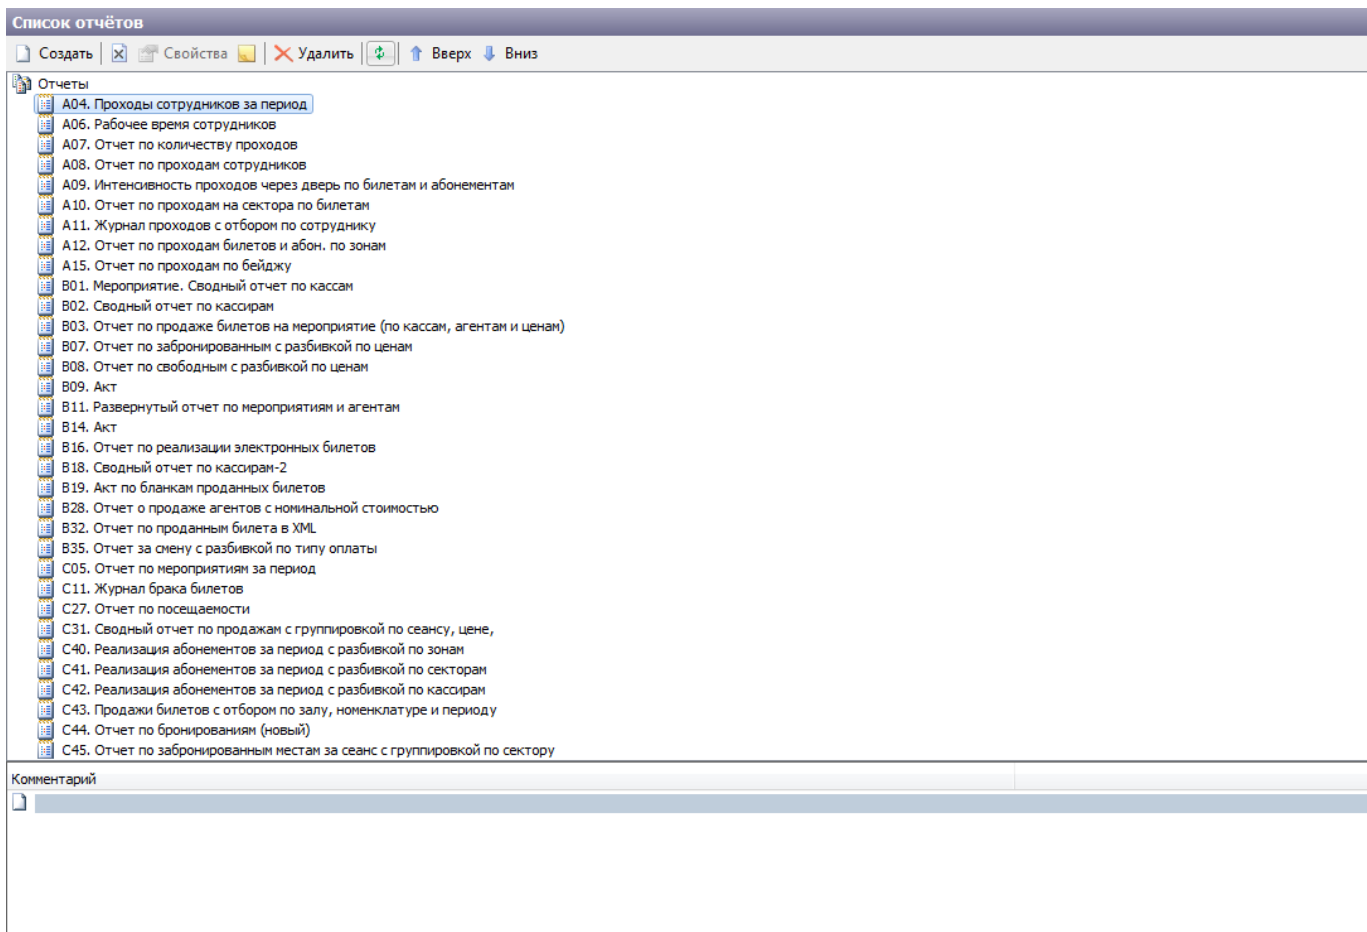 Список отчётов
Создать Свойства Удалить Вверх Вниз
Отчеты
A04. Проходы сотрудников за период
A06. Рабочее время сотрудников
A07. Отчет по количеству проходов
A08. Отчет по проходам сотрудников
A09. Интенсивность проходов через дверь по билетам и абонементам
A10. Отчет по проходам на сектора по билетам
A11. Журнал проходов с отбором по сотруднику
A12. Отчет по проходам билетов и абон. по зонам
A15. Отчет по проходам по бейджу
B01. Мероприятие. Сводный отчет по кассам
B02. Сводный отчет по кассирам
B03. Отчет по продаже билетов на мероприятие (по кассам, агентам и ценам)
B07. Отчет по забронированным с разбивкой по ценам
B08. Отчет по свободным с разбивкой по ценам
B09. Акт
B11. Развернутый отчет по мероприятиям и агентам
B14. Акт
B16. Отчет по реализации электронных билетов
B18. Сводный отчет по кассирам-2
B19. Акт по бланкам проданных билетов
B28. Отчет о продаже агентов с номинальной стоимостью
B32. Отчет по проданным билета в XML
B35. Отчет за смену с разбивкой по типу оплаты
C05. Отчет по мероприятиям за период
C11. Журнал брака билетов
C27. Отчет по посещаемости
C31. Сводный отчет по продажам с группировкой по сеансу, цене,
C40. Реализация абонементов за период с разбивкой по зонам
C41. Реализация абонементов за период с разбивкой по секторам
C42. Реализация абонементов за период с разбивкой по кассирам
C43. Продажи билетов с отбором по залу, номенклатуре и периоду
C44. Отчет по бронированиям (новый)
C45. Отчет по забронированным местам за сеанс с группировкой по сектору
Комментарий